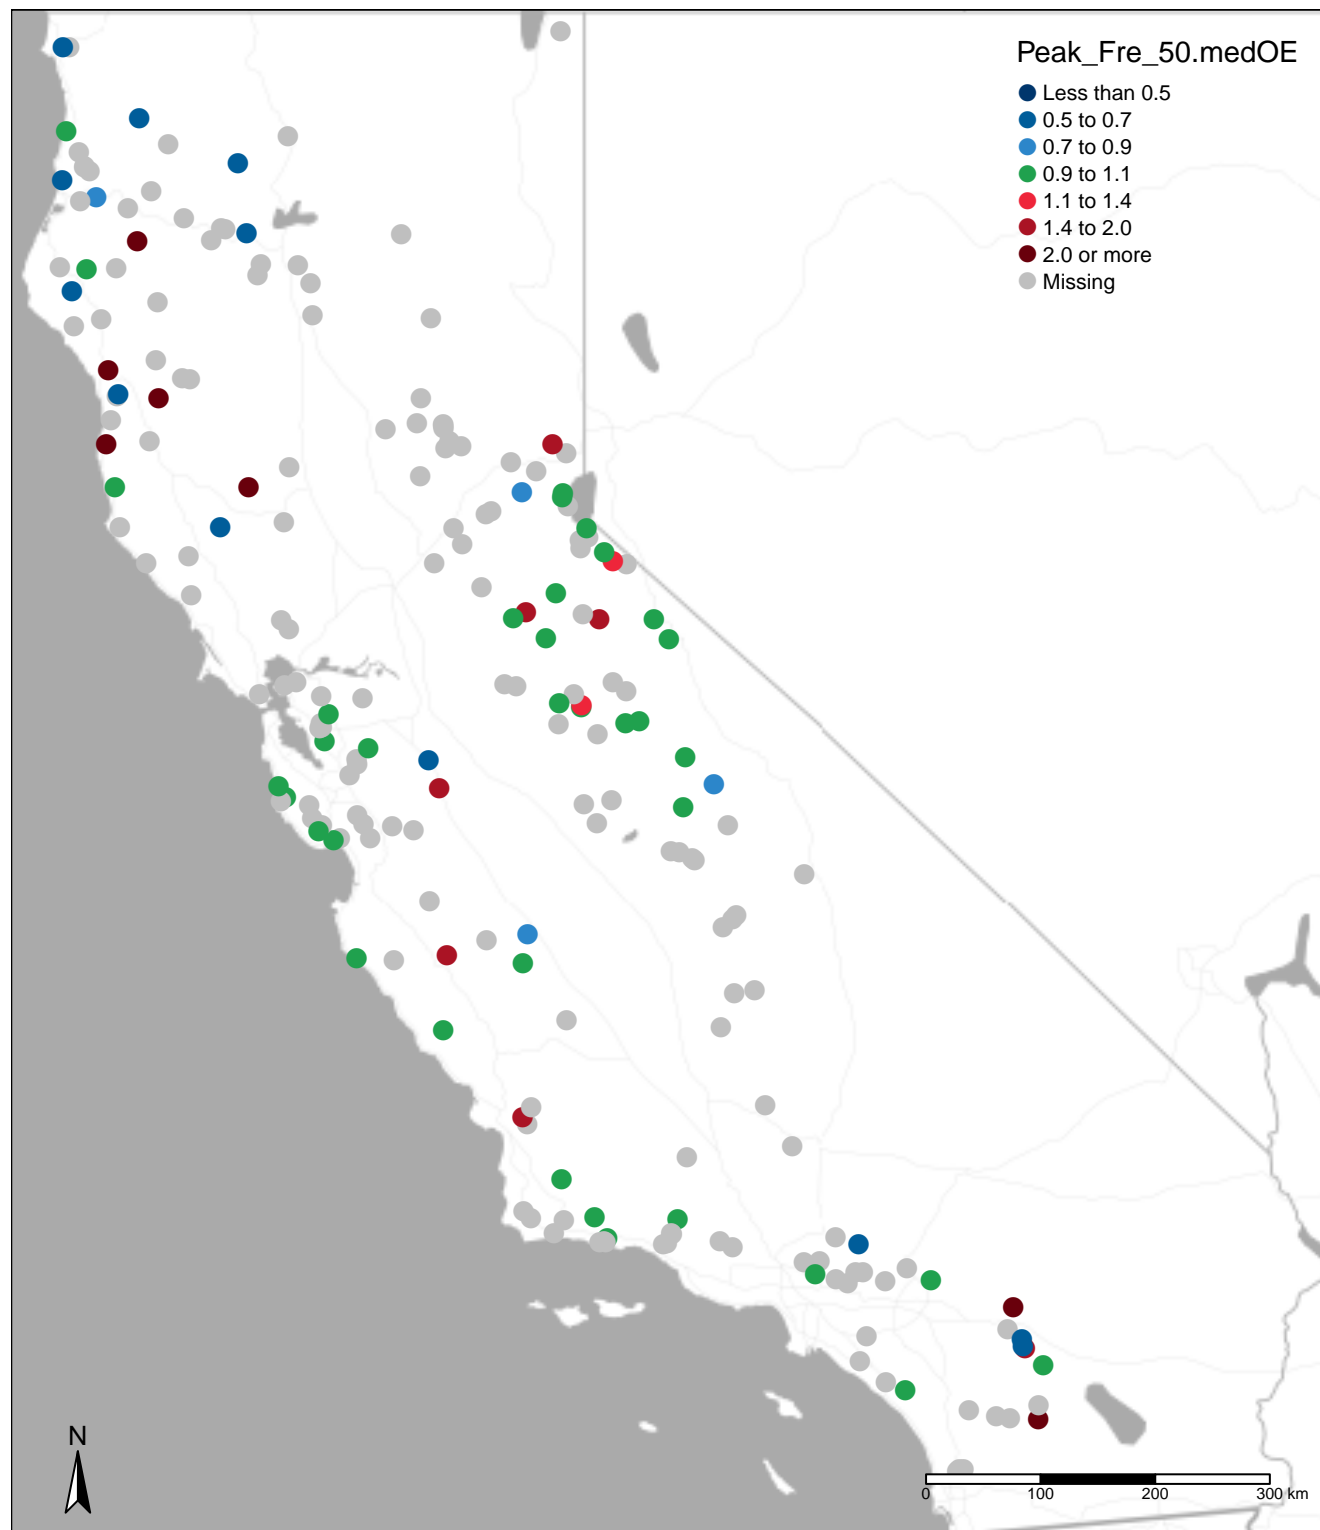 Peak_Fre_50.medOE
Less than 0.5
0.5 to 0.7
0.7 to 0.9
0.9 to 1.1
1.1 to 1.4
1.4 to 2.0
2.0 or more
Missing
N
0 100 200 300 km